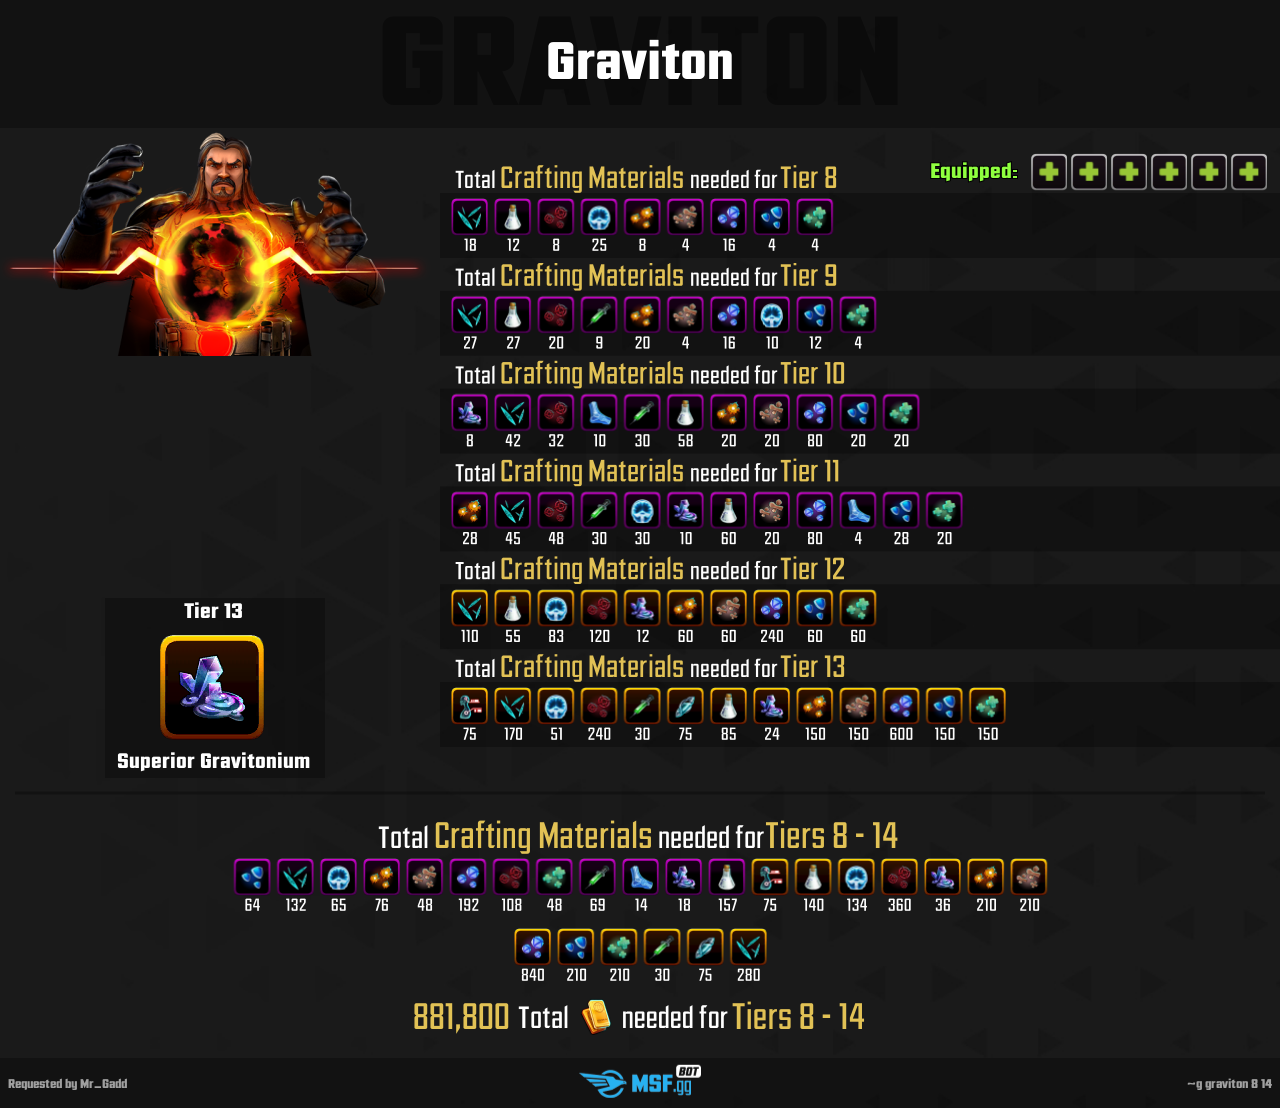 GRAVITON
Graviton
Equipped:
Total Crafting Materials needed for Tier 8
18 12 8 25 8 4 16 4 4
Total Crafting Materials needed for Tier 9
27 27 20 9 20 4 16 10 12 4
Total Crafting Materials needed for Tier 10
8 42 32 10 30 58 20 20 80 20 20
Total Crafting Materials needed for Tier 11
28 45 48 30 30 10 60 20 80 4 28 20
Total Crafting Materials needed for Tier 12
110 55 83 120 12 60 60 240 60 60
Total Crafting Materials needed for Tier 13
75 170 51 240 30 75 85 24 150 150 600 150 150
Tier 13
Superior Gravitonium
Total Crafting Materials needed for Tiers 8 - 14
64 132 65 76 48 192 108 48 69 14 18 157 75 140 134 360 36 210 210
840 210 210 30 75 280
881,800 Total needed for Tiers 8 - 14
Requested by Mr_Gadd
MSF.gg BOT
~g graviton 8 14